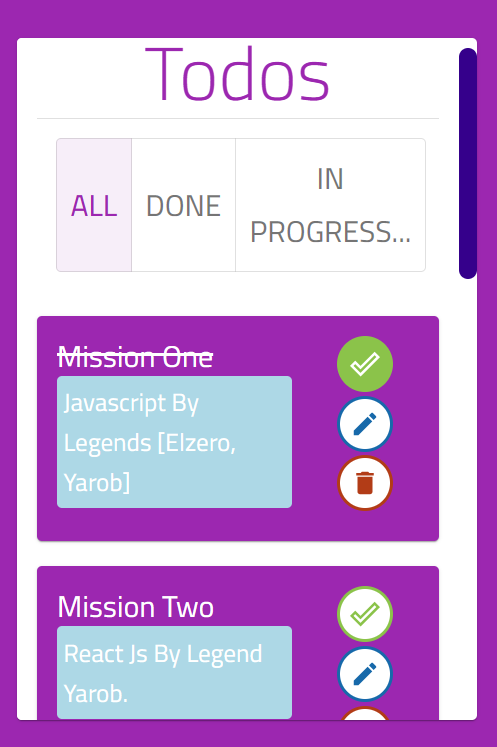 Todos
ALL
DONE
IN
PROGRESS...
Mission One
Javascript By
Legends [Elzero,
Yarob]
Mission Two
React Js By Legend
Yarob.